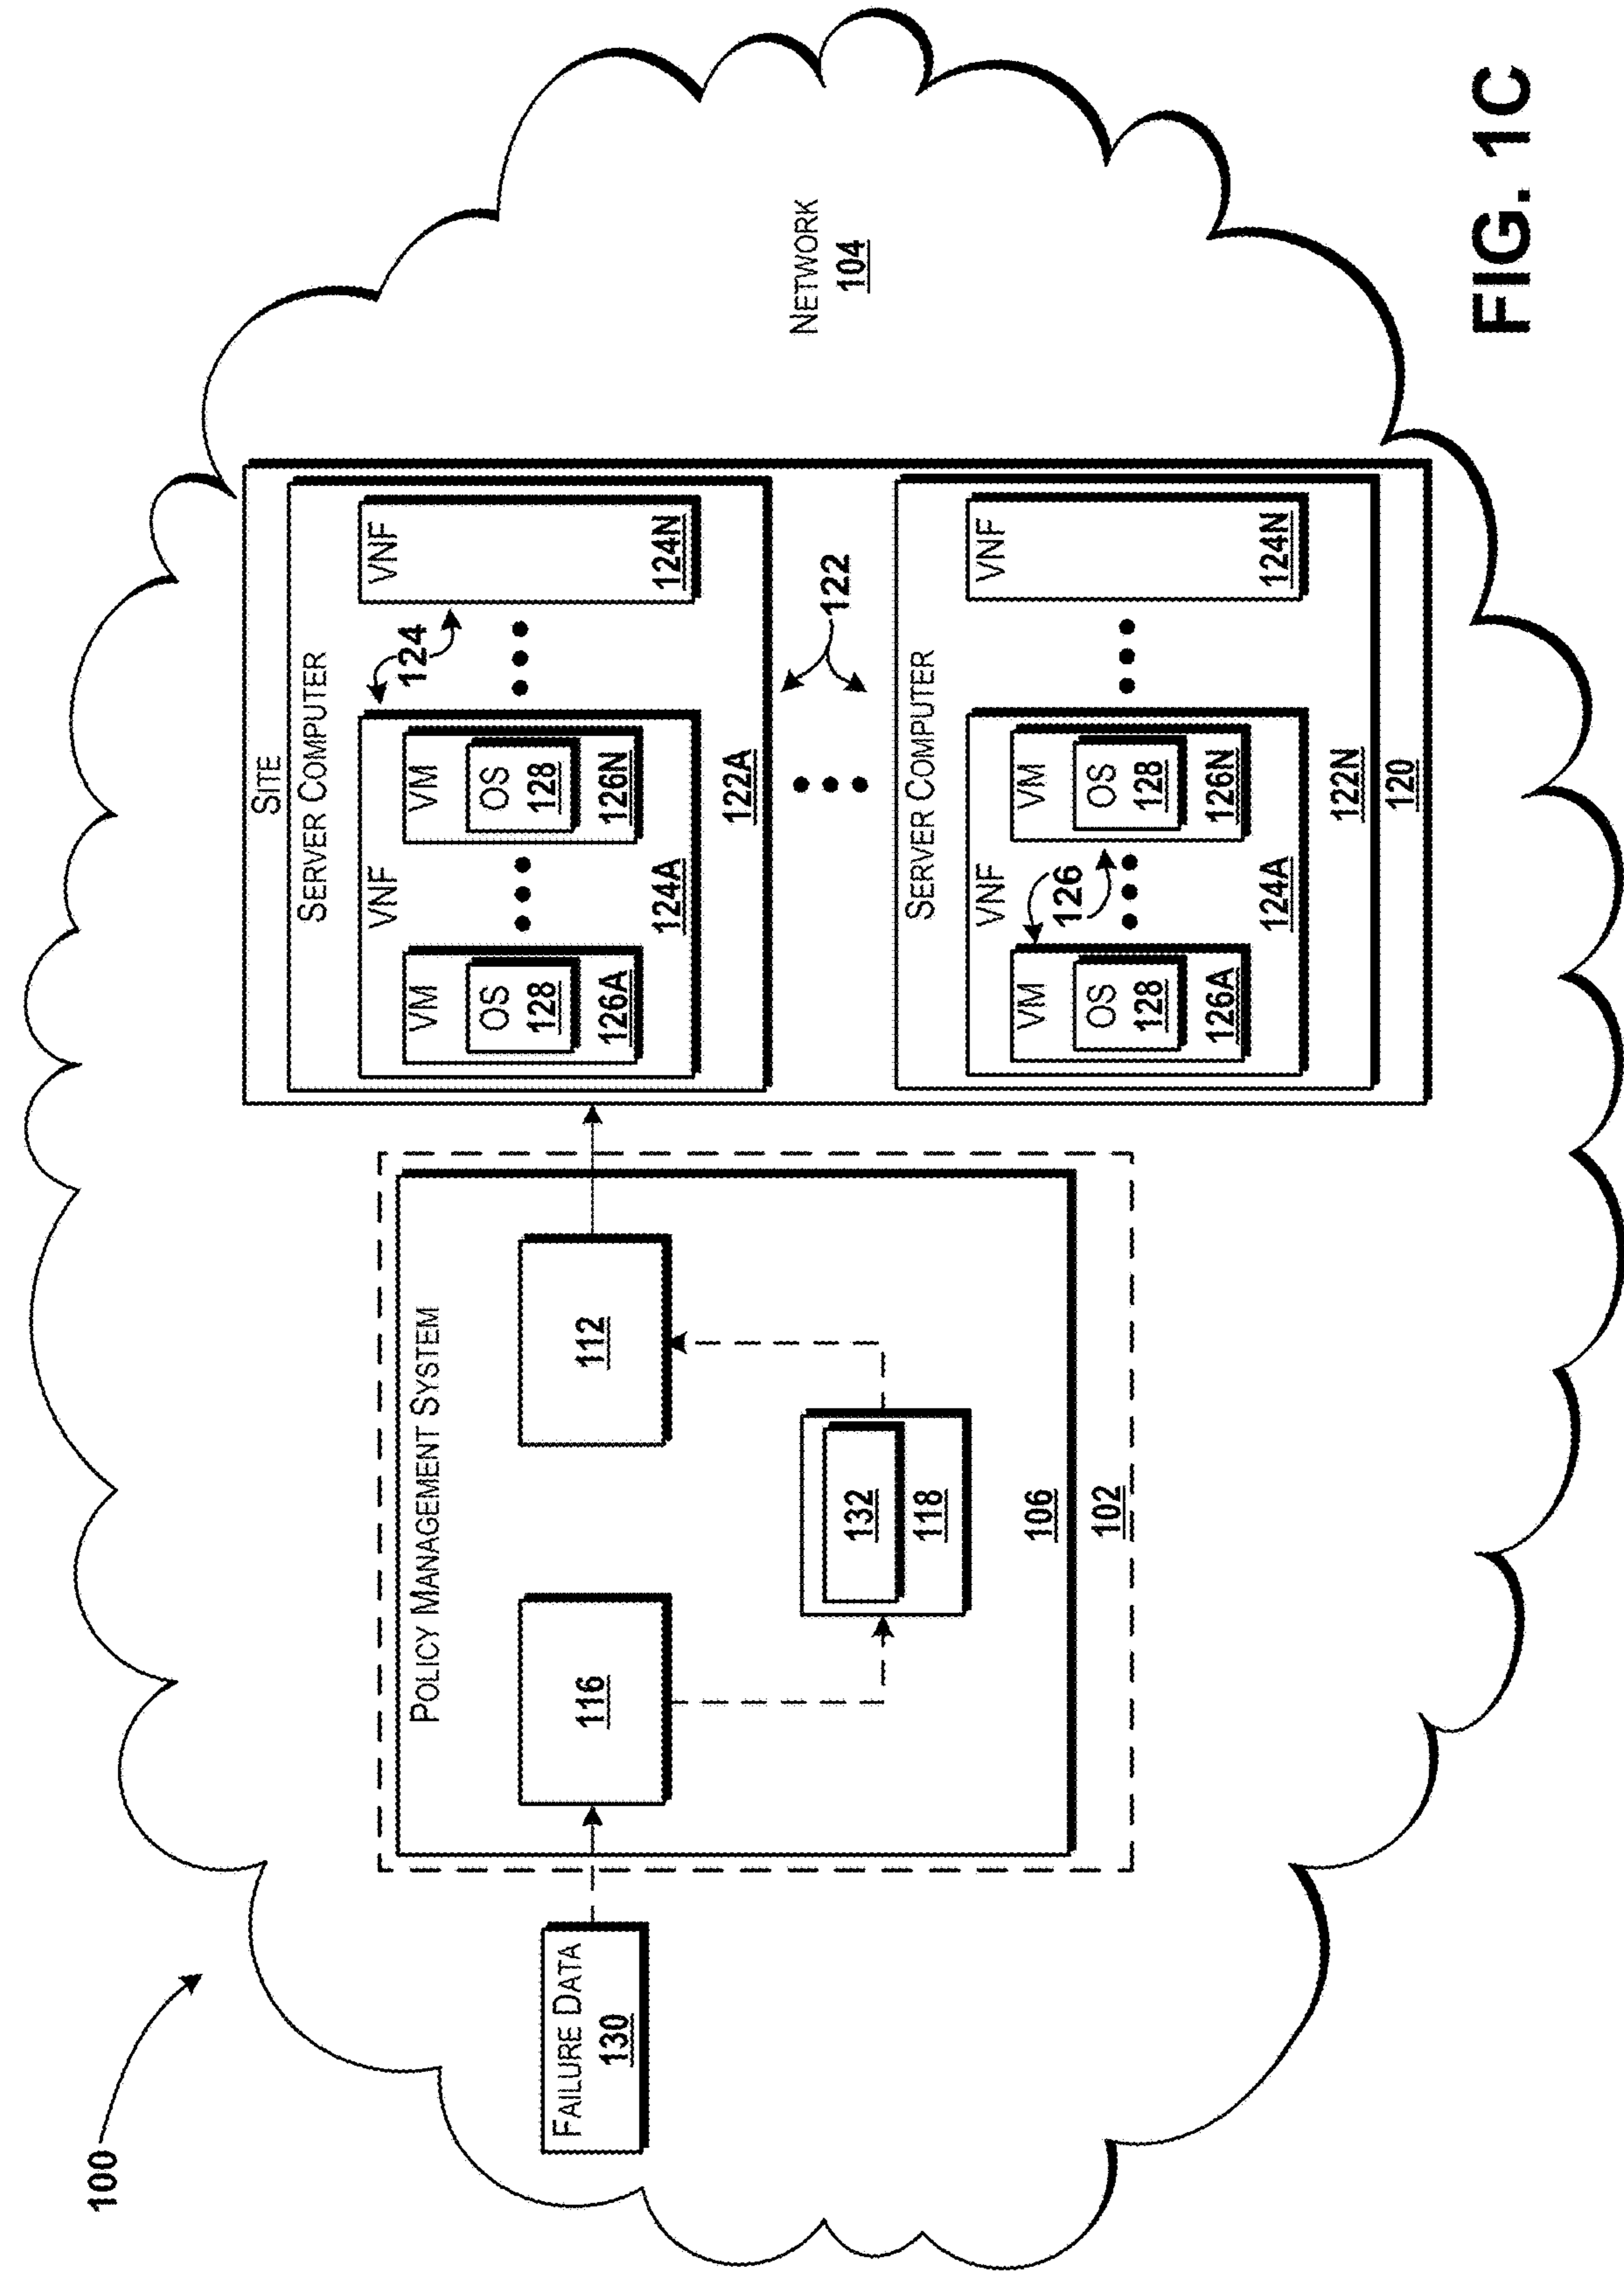 100
FAILURE DATA
130
POLICY MANAGEMENT SYSTEM
116
112
132
118
106
102
SITE
SERVER COMPUTER
VNF
VM
OS
128
126A
VM
OS
128
126N
124A
124
VNF
124N
122A
122
SERVER COMPUTER
VNF
126
VM
OS
128
126A
VM
OS
128
126N
124A
VNF
124N
122N
120
NETWORK
104
FIG. 1C